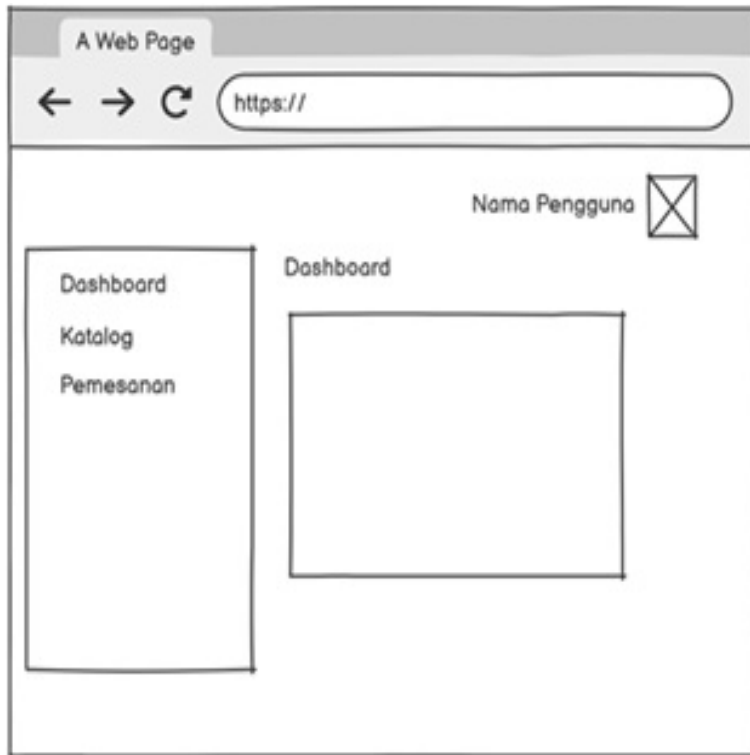 A Web Page
https://
Nama Pengguna
Dashboard
Katalog
Pemesanan
Dashboard